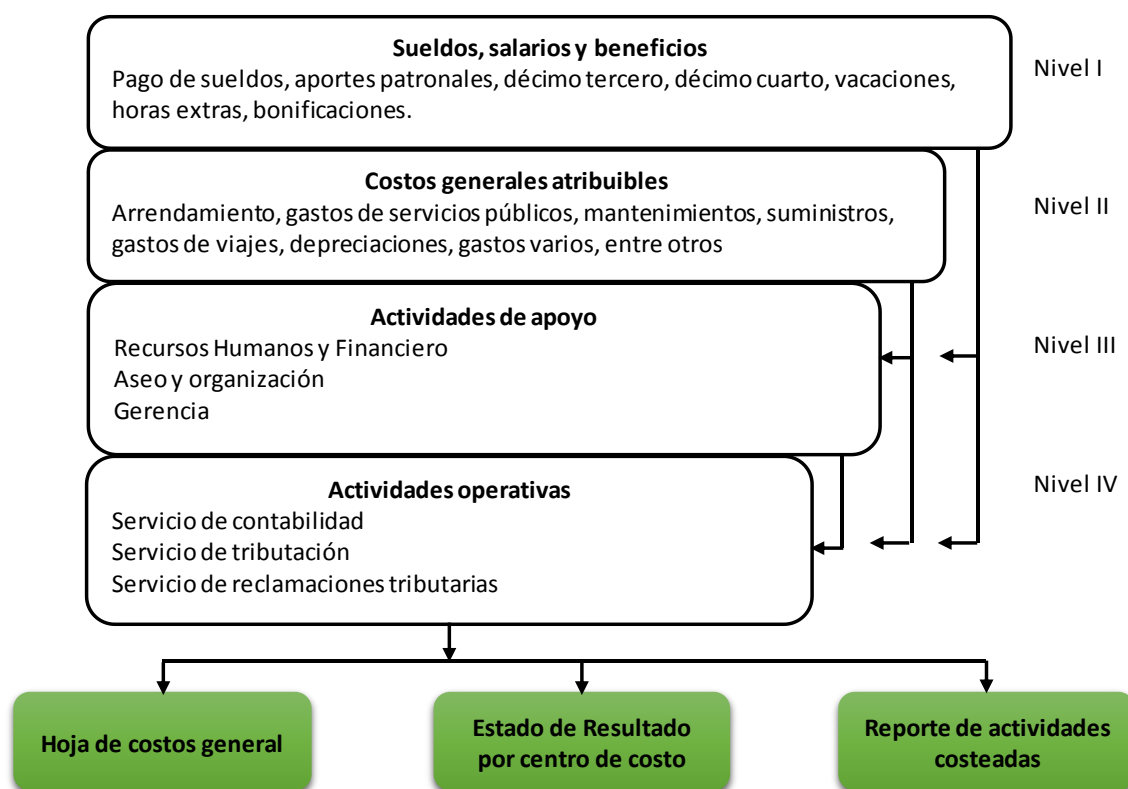 Sueldos, salarios y beneficios
Pago de sueldos, aportes patronales, décimo tercero, décimo cuarto, vacaciones,
horas extras, bonificaciones.
Nivel I
Costos generales atribuibles
Arrendamiento, gastos de servicios públicos, mantenimientos, suministros,
gastos de viajes, depreciaciones, gastos varios, entre otros
Nivel II
Actividades de apoyo
Recursos Humanos y Financiero
Aseo y organización
Gerencia
Nivel III
Actividades operativas
Servicio de contabilidad
Servicio de tributación
Servicio de reclamaciones tributarias
Nivel IV
Hoja de costos general
Estado de Resultado
por centro de costo
Reporte de actividades
costeadas